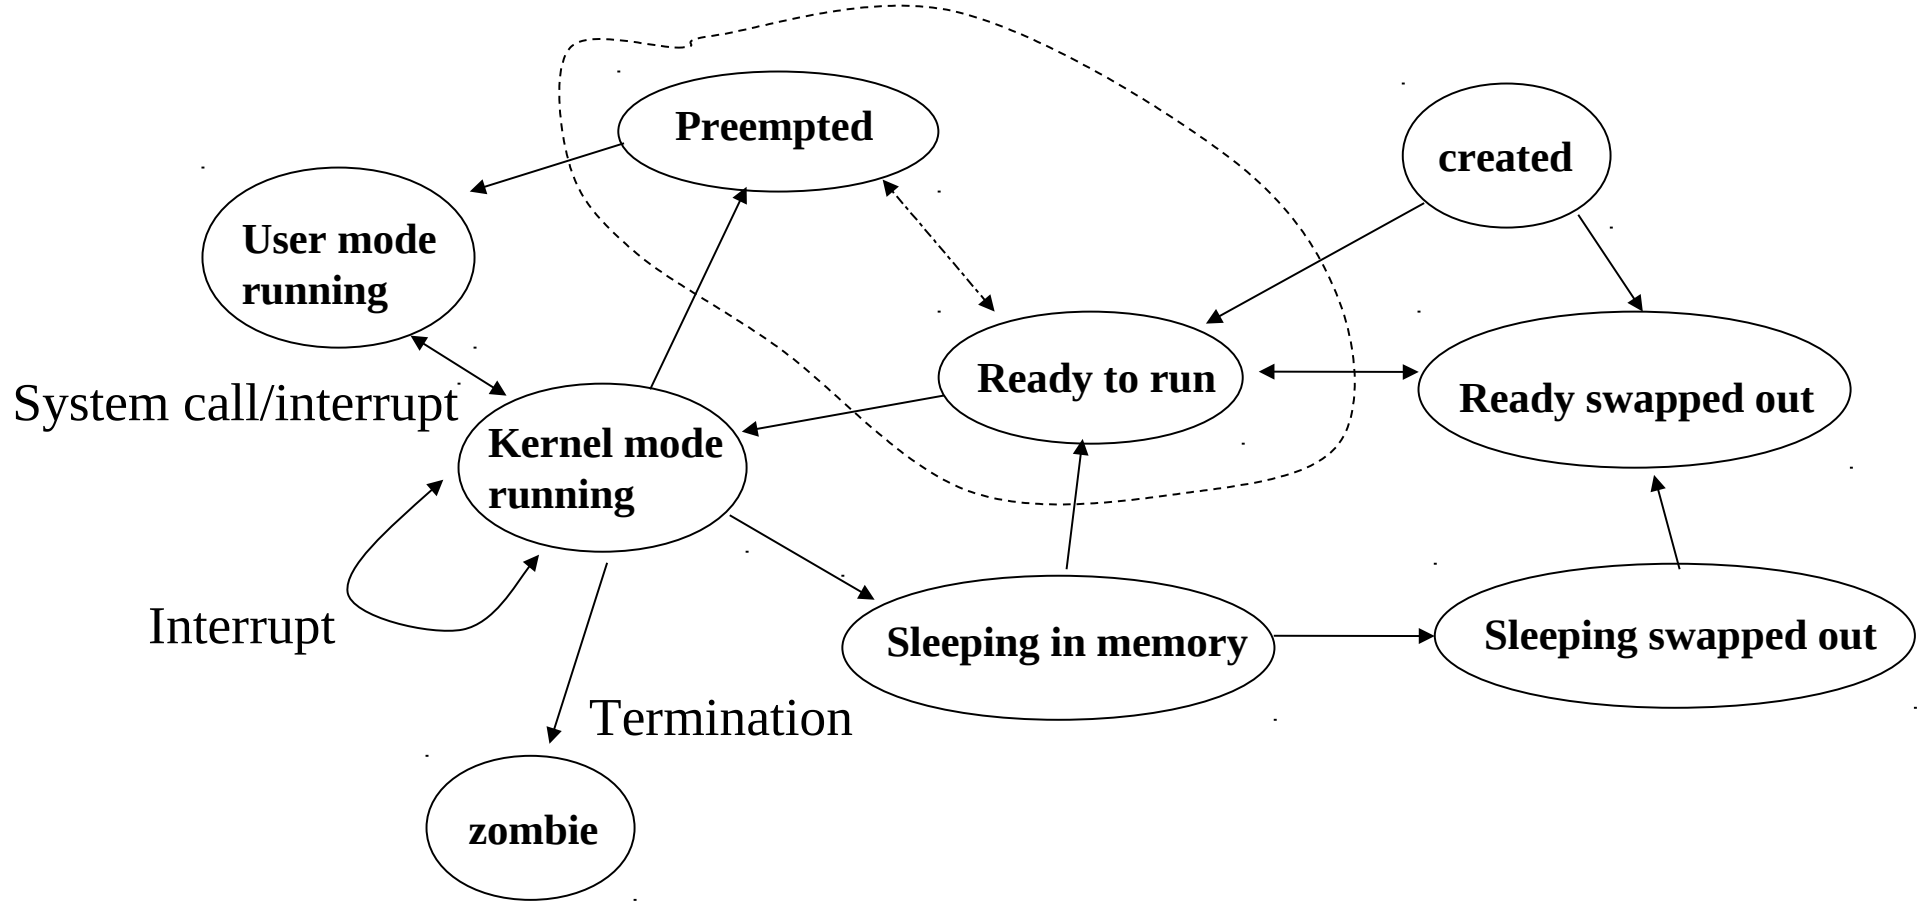 Preempted
created
User mode
running
System call/interrupt
Ready to run
Ready swapped out
Kernel mode
running
Interrupt
Sleeping in memory
Sleeping swapped out
Termination
zombie